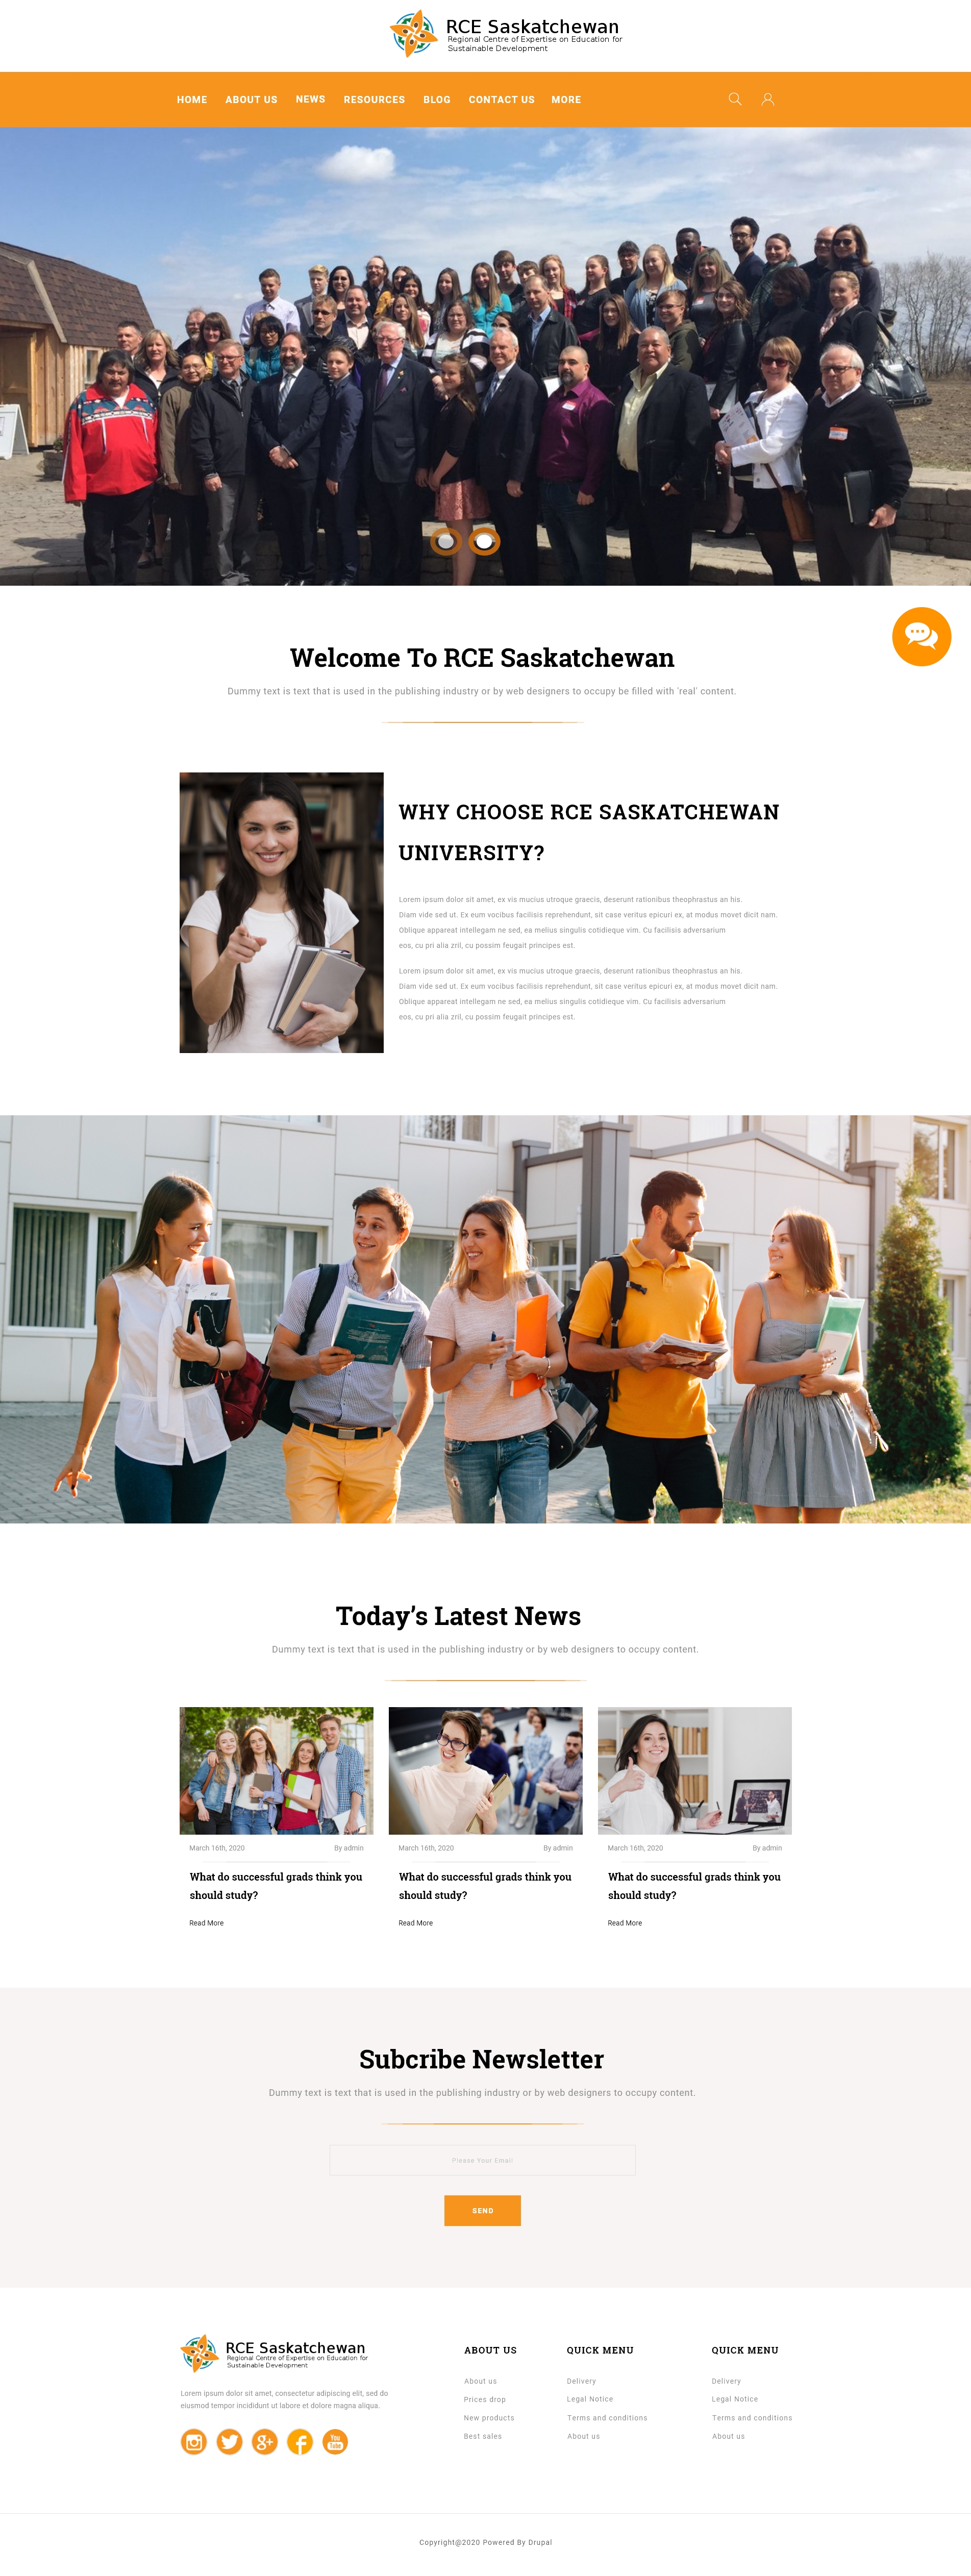 RCE Saskatchewan
Regional Centre of Expertise on Education for
Sustainable Development
HOME ABOUT US NEWS RESOURCES BLOG CONTACT US MORE
Welcome To RCE Saskatchewan
Dummy text is text that is used in the publishing industry or by web designers to occupy be filled with 'real' content.
WHY CHOOSE RCE SASKATCHEWAN
UNIVERSITY?
Lorem ipsum dolor sit amet, ex vis mucius utroque graecis, deserunt rationibus theophrastus an his.
Diam vide sed ut. Ex eum vocibus facilisis reprehendunt, sit case veritus epicuri ex, at modus movet dicit nam.
Oblique appareat intellegam ne sed, ea melius singulis cotidieque vim. Cu facilisis adversarium
eos, cu pri alia zril, cu possim feugait principes est.
Lorem ipsum dolor sit amet, ex vis mucius utroque graecis, deserunt rationibus theophrastus an his.
Diam vide sed ut. Ex eum vocibus facilisis reprehendunt, sit case veritus epicuri ex, at modus movet dicit nam.
Oblique appareat intellegam ne sed, ea melius singulis cotidieque vim. Cu facilisis adversarium
eos, cu pri alia zril, cu possim feugait principes est.
Today's Latest News
Dummy text is text that is used in the publishing industry or by web designers to occupy content.
March 16th, 2020 By admin
What do successful grads think you
should study?
Read More
March 16th, 2020 By admin
What do successful grads think you
should study?
Read More
March 16th, 2020 By admin
What do successful grads think you
should study?
Read More
Subcribe Newsletter
Dummy text is text that is used in the publishing industry or by web designers to occupy content.
Please Your Email
SEND
RCE Saskatchewan
Regional Centre of Expertise on Education for
Sustainable Development
Lorem ipsum dolor sit amet, consectetur adipiscing elit, sed do
eiusmod tempor incididunt ut labore et dolore magna aliqua.
You
Tube
ABOUT US
About us
Prices drop
New products
Best sales
QUICK MENU
Delivery
Legal Notice
Terms and conditions
About us
QUICK MENU
Delivery
Legal Notice
Terms and conditions
About us
Copyright@2020 Powered By Drupal